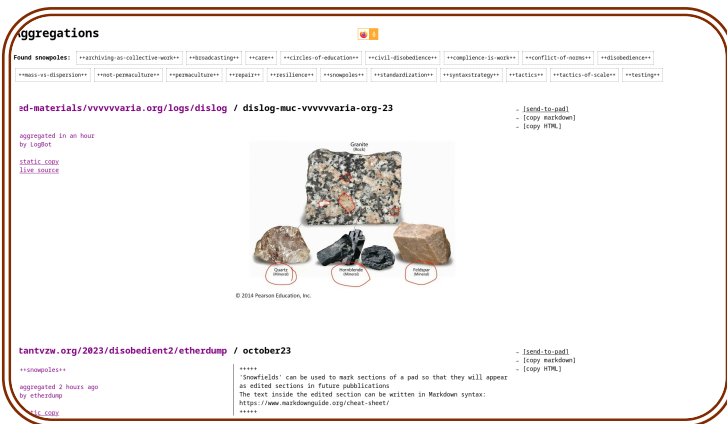 Aggregations
6
Found snowpoles: ++archiving-as-collective-work++ ++broadcasting++ ++care++ ++circles-of-education++ ++civil-disobedience++ ++complience-is-work++ ++conflict-of-norms++ ++disobedience++
++mass-vs-dispersion++ ++not-permaculture++ ++permaculture++ ++repair++ ++resilience++ ++snowpoles++ ++standardization++ ++syntaxstrategy++ ++tactics++ ++tactics-of-scale++ ++testing++
ed-materials/vvvvvvaria.org/logs/dislog / dislog-muc-vvvvvvaria-org-23
→ [send-to-pad]
→ [copy markdown]
→ [copy HTML]
aggregated in an hour
by LogBot
static copy
live source
Granite
(Rock)
Quartz
(Mineral)
Hornblende
(Mineral)
Feldspar
(Mineral)
© 2014 Pearson Education, Inc.
tantvzw.org/2023/disobedient2/etherdump / october23
→ [send-to-pad]
→ [copy markdown]
→ [copy HTML]
++snowpoles++
aggregated 2 hours ago
by etherdump
static copy
+++++
'Snowfields' can be used to mark sections of a pad so that they will appear
as edited sections in future pubblications
The text inside the edited section can be written in Markdown syntax:
https://www.markdownguide.org/cheat-sheet/
+++++